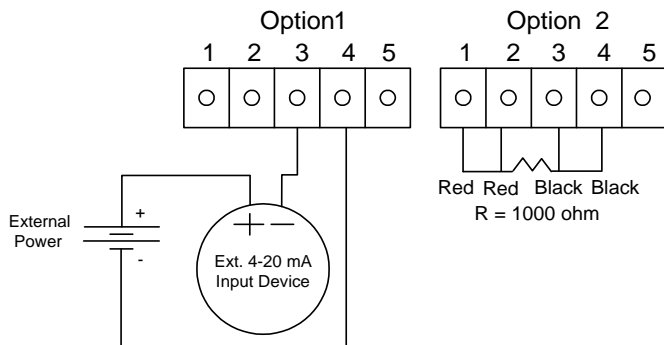 Option1
1 2 3 4 5
External
Power
+
-
+ −
Ext. 4-20 mA
Input Device
Option 2
1 2 3 4 5
Red Red Black Black
R = 1000 ohm